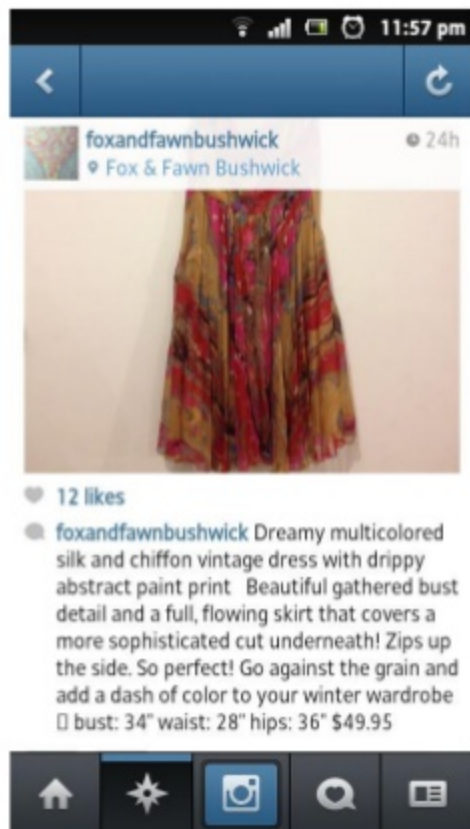 11:57 pm
foxandfawnbushwick
24h
Fox & Fawn Bushwick
12 likes
foxandfawnbushwick Dreamy multicolored
silk and chiffon vintage dress with drippy
abstract paint print Beautiful gathered bust
detail and a full, flowing skirt that covers a
more sophisticated cut underneath! Zips up
the side. So perfect! Go against the grain and
add a dash of color to your winter wardrobe
▯ bust: 34" waist: 28" hips: 36" $49.95